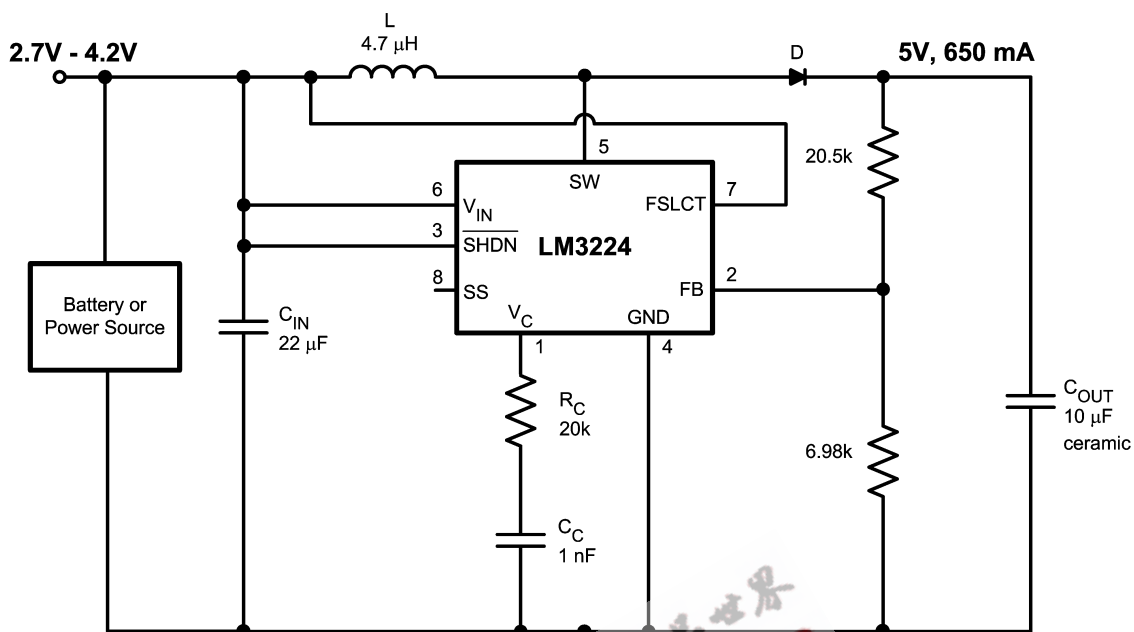 2.7V - 4.2V
L
4.7 μH
D
5V, 650 mA
20.5k
5
SW
6
VIN
7
FSLCT
3
SHDN
LM3224
8
SS
2
FB
VC
GND
1
4
Battery or
Power Source
CIN
22 μF
RC
20k
6.98k
COUT
10 μF
ceramic
CC
1 nF
世界